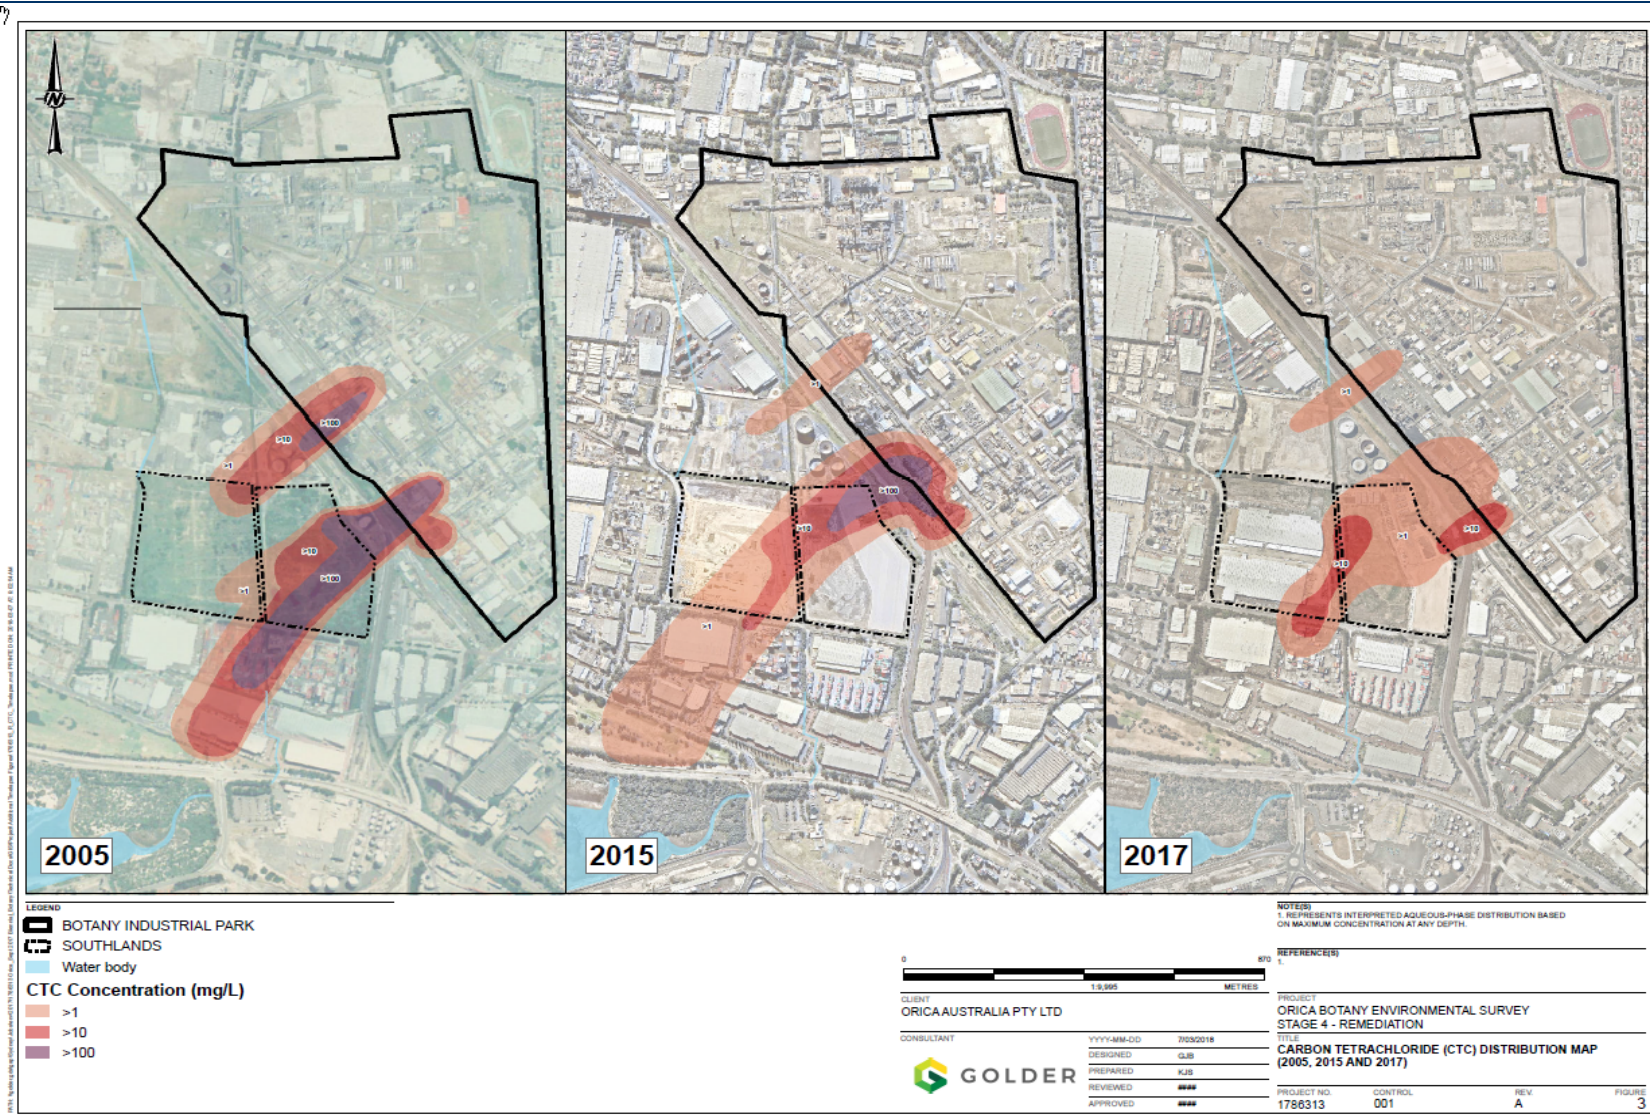 N
>100
>10
>1
>10
>100
>1
2005
>1
>100
>10
>1
2015
>1
>10
>1
>10
2017
LEGEND
BOTANY INDUSTRIAL PARK
SOUTHLANDS
Water body
CTC Concentration (mg/L)
>1
>10
>100
0 870
1:9,995 METRES
CLIENT
ORICA AUSTRALIA PTY LTD
CONSULTANT
GOLDER
YYYY-MM-DD 7/03/2018
DESIGNED GJB
PREPARED KJS
REVIEWED ####
APPROVED ####
NOTE(S)
1. REPRESENTS INTERPRETED AQUEOUS-PHASE DISTRIBUTION BASED
ON MAXIMUM CONCENTRATION AT ANY DEPTH.
REFERENCE(S)
1.
PROJECT
ORICA BOTANY ENVIRONMENTAL SURVEY
STAGE 4 - REMEDIATION
TITLE
CARBON TETRACHLORIDE (CTC) DISTRIBUTION MAP
(2005, 2015 AND 2017)
PROJECT NO. CONTROL REV. FIGURE
1786313 001 A 3